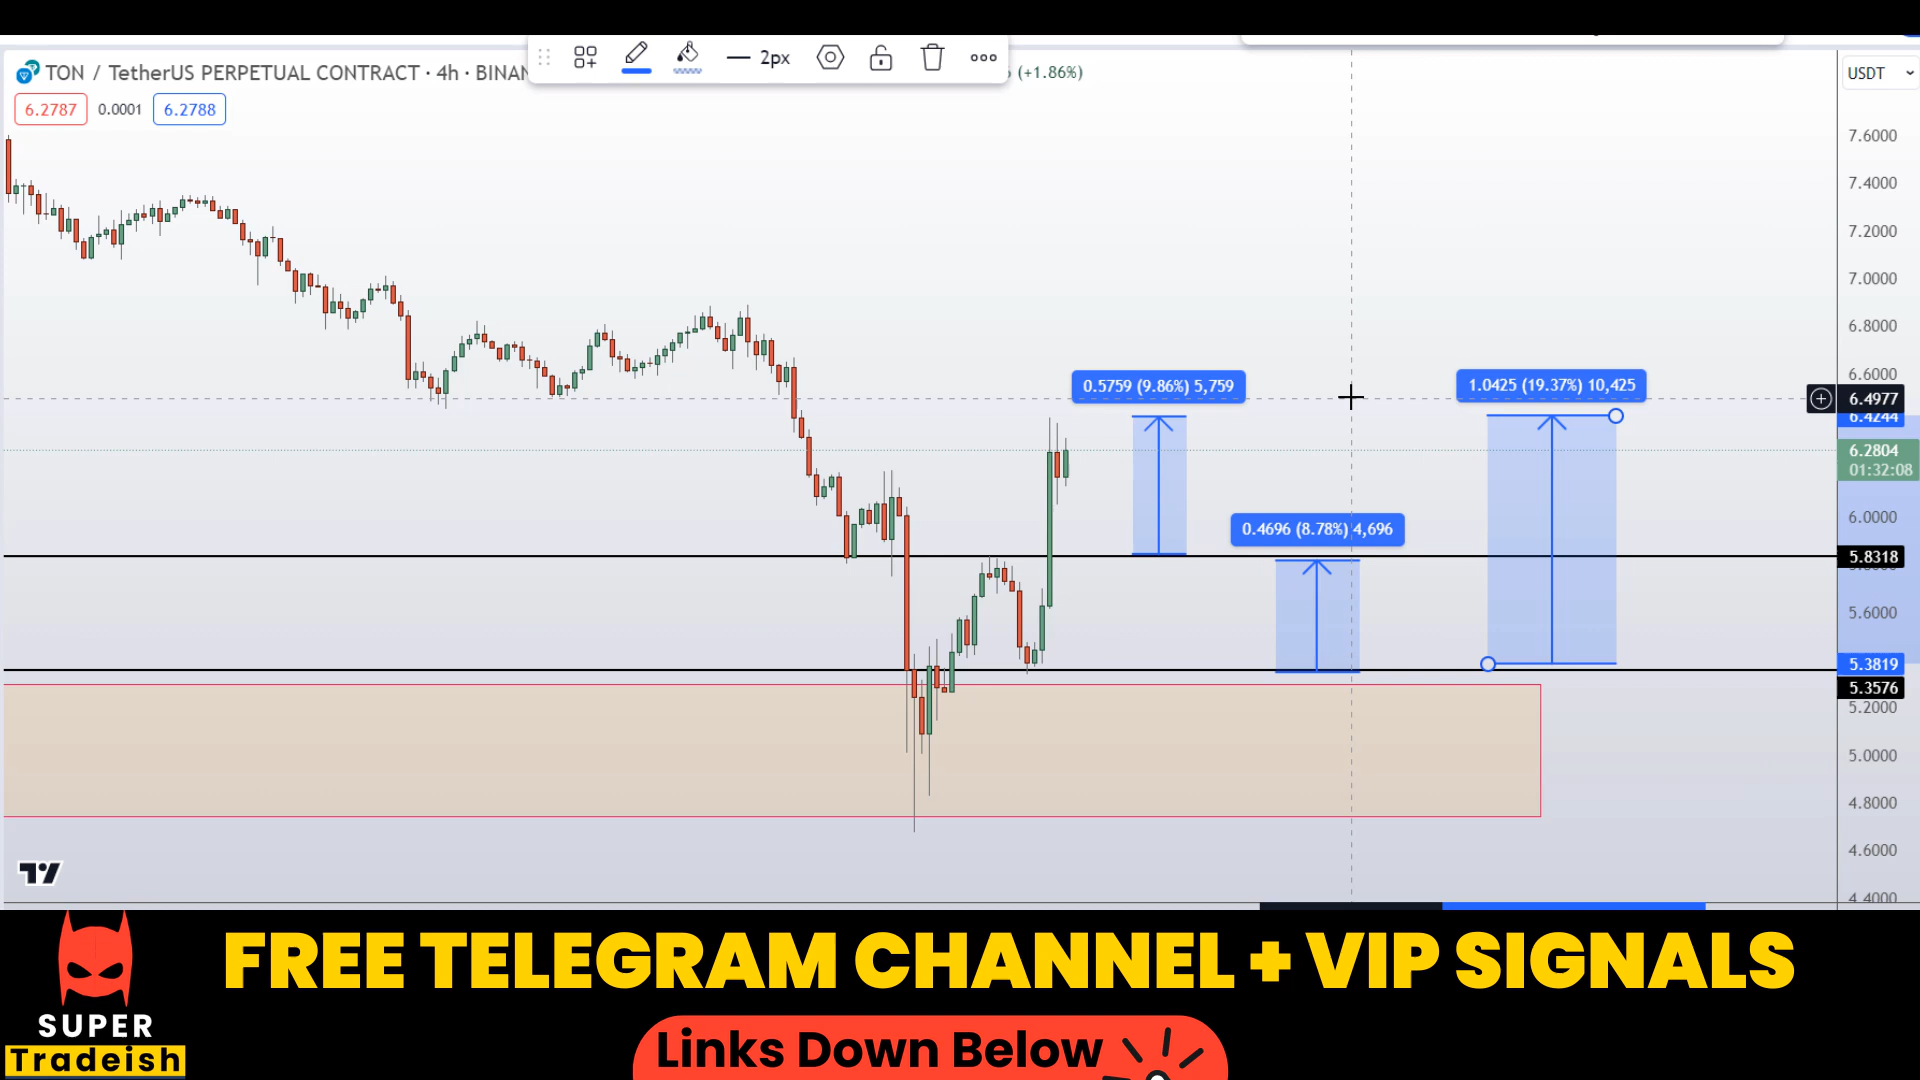 TON / TetherUS PERPETUAL CONTRACT · 4h · BINAN
2px
(+1.86%)
USDT
6.2787
0.0001
6.2788
7.6000
7.4000
7.2000
7.0000
6.8000
6.6000
6.4977
6.4244
6.2804
01:32:08
6.0000
5.8318
5.6000
5.3819
5.3576
5.2000
5.0000
4.8000
4.6000
4.4000
0.5759 (9.86%) 5,759
1.0425 (19.37%) 10,425
0.4696 (8.78%) 4,696
FREE TELEGRAM CHANNEL + VIP SIGNALS
SUPER
Tradeish
Links Down Below